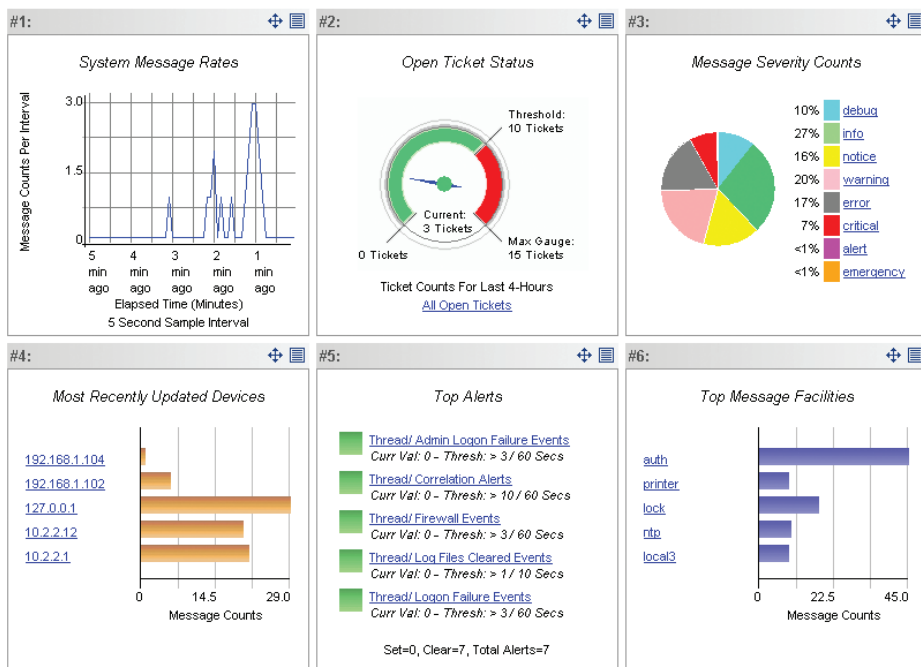 #1:
System Message Rates
Message Counts Per Interval
3.0
1.5
0
5 min ago
4 min ago
3 min ago
2 min ago
1 min ago
Elapsed Time (Minutes)
5 Second Sample Interval
#2:
Open Ticket Status
Threshold:
10 Tickets
Current:
3 Tickets
0 Tickets
Max Gauge:
15 Tickets
Ticket Counts For Last 4-Hours
All Open Tickets
#3:
Message Severity Counts
10% debug
27% info
16% notice
20% warning
17% error
7% critical
<1% alert
<1% emergency
#4:
Most Recently Updated Devices
192.168.1.104
192.168.1.102
127.0.0.1
10.2.2.12
10.2.2.1
0 14.5 29.0
Message Counts
#5:
Top Alerts
Thread/ Admin Logon Failure Events
Curr Val: 0 - Thresh: > 3 / 60 Secs
Thread/ Correlation Alerts
Curr Val: 0 - Thresh: > 10 / 60 Secs
Thread/ Firewall Events
Curr Val: 0 - Thresh: > 3 / 60 Secs
Thread/ Log Files Cleared Events
Curr Val: 0 - Thresh: > 1 / 10 Secs
Thread/ Logon Failure Events
Curr Val: 0 - Thresh: > 3 / 60 Secs
Set=0, Clear=7, Total Alerts=7
#6:
Top Message Facilities
auth
printer
lock
ntp
local3
0 22.5 45.0
Message Counts